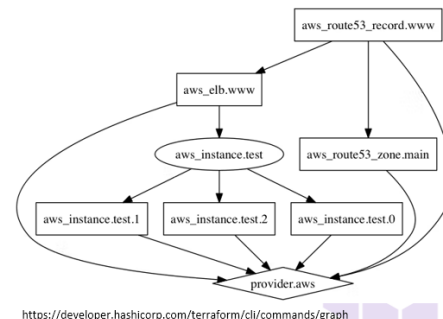 aws_route53_record.www
aws_elb.www
aws_instance.test
aws_route53_zone.main
aws_instance.test.1
aws_instance.test.2
aws_instance.test.0
provider.aws
https://developer.hashicorp.com/terraform/cli/commands/graph